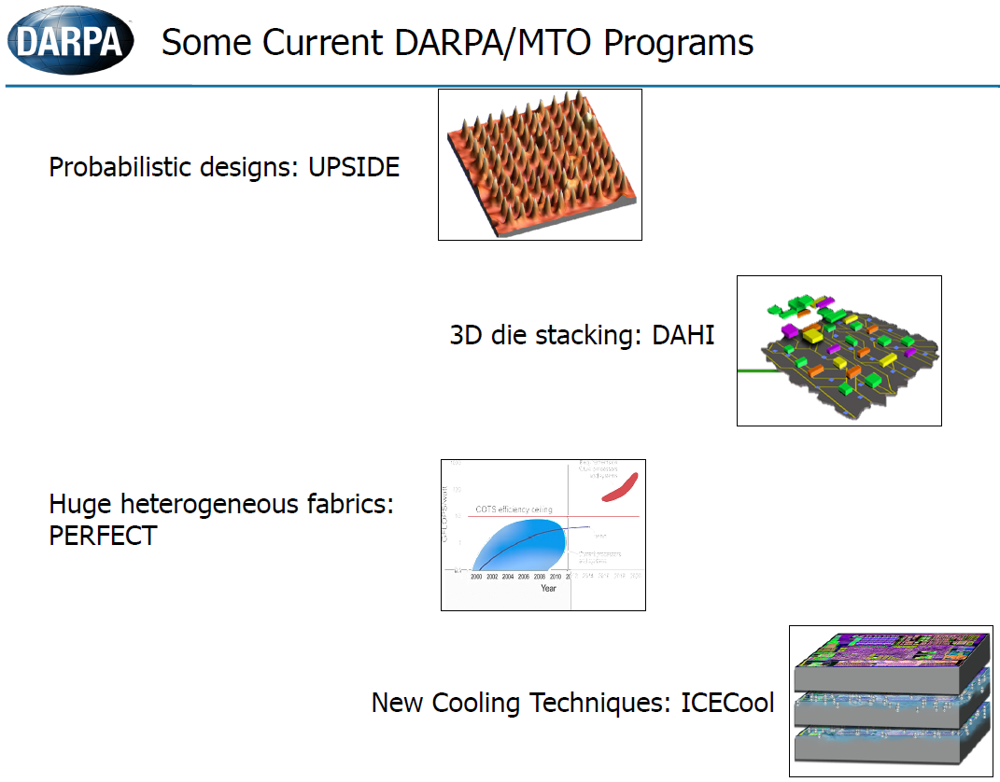 DARPA
Some Current DARPA/MTO Programs
Probabilistic designs: UPSIDE
3D die stacking: DAHI
Huge heterogeneous fabrics:
PERFECT
GFLOPS/watt
COTS efficiency ceiling
2000 2002 2004 2006 2008 2010
Year
New Cooling Techniques: ICECool